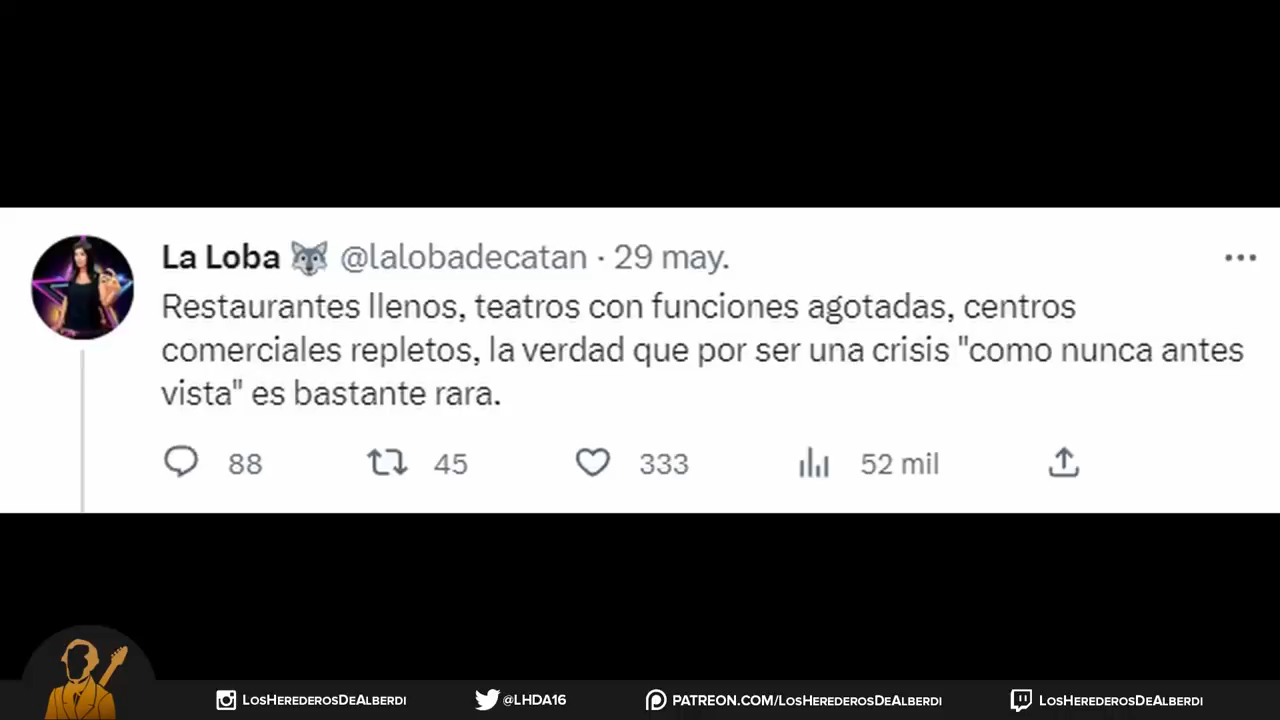 La Loba 🐺 @lalobadecatan · 29 may.
Restaurantes llenos, teatros con funciones agotadas, centros
comerciales repletos, la verdad que por ser una crisis "como nunca antes
vista" es bastante rara.
88 45 333 52 mil
LosHerederosDeAlberdi @LHDA16 patreon.com/LosHerederosDeAlberdi LosHerederosDeAlberdi